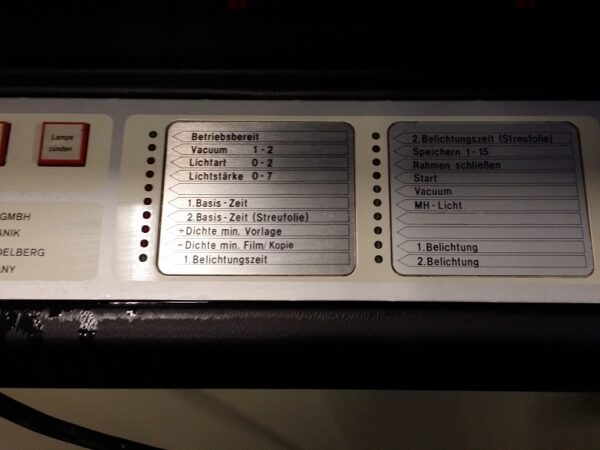 Lampe
zünden
GMBH
ANIK
DELBERG
ANY
Betriebsbereit
Vacuum 1 - 2
Lichtart 0 - 2
Lichtstärke 0 - 7
1. Basis - Zeit
2. Basis - Zeit (Streufolie)
+ Dichte min. Vorlage
– Dichte min. Film/Kopie
1. Belichtungszeit
2. Belichtungszeit (Streufolie)
Speichern 1 - 15
Rahmen schließen
Start
Vacuum
MH - Licht
1. Belichtung
2. Belichtung